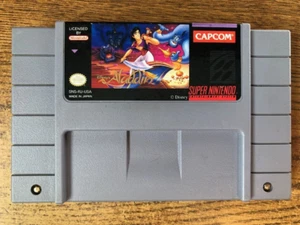 LICENSED
BY
Nintendo
Aladdin
CAPCOM
SNS-RJ-USA
MADE IN JAPAN
© Disney
SUPER NINTENDO